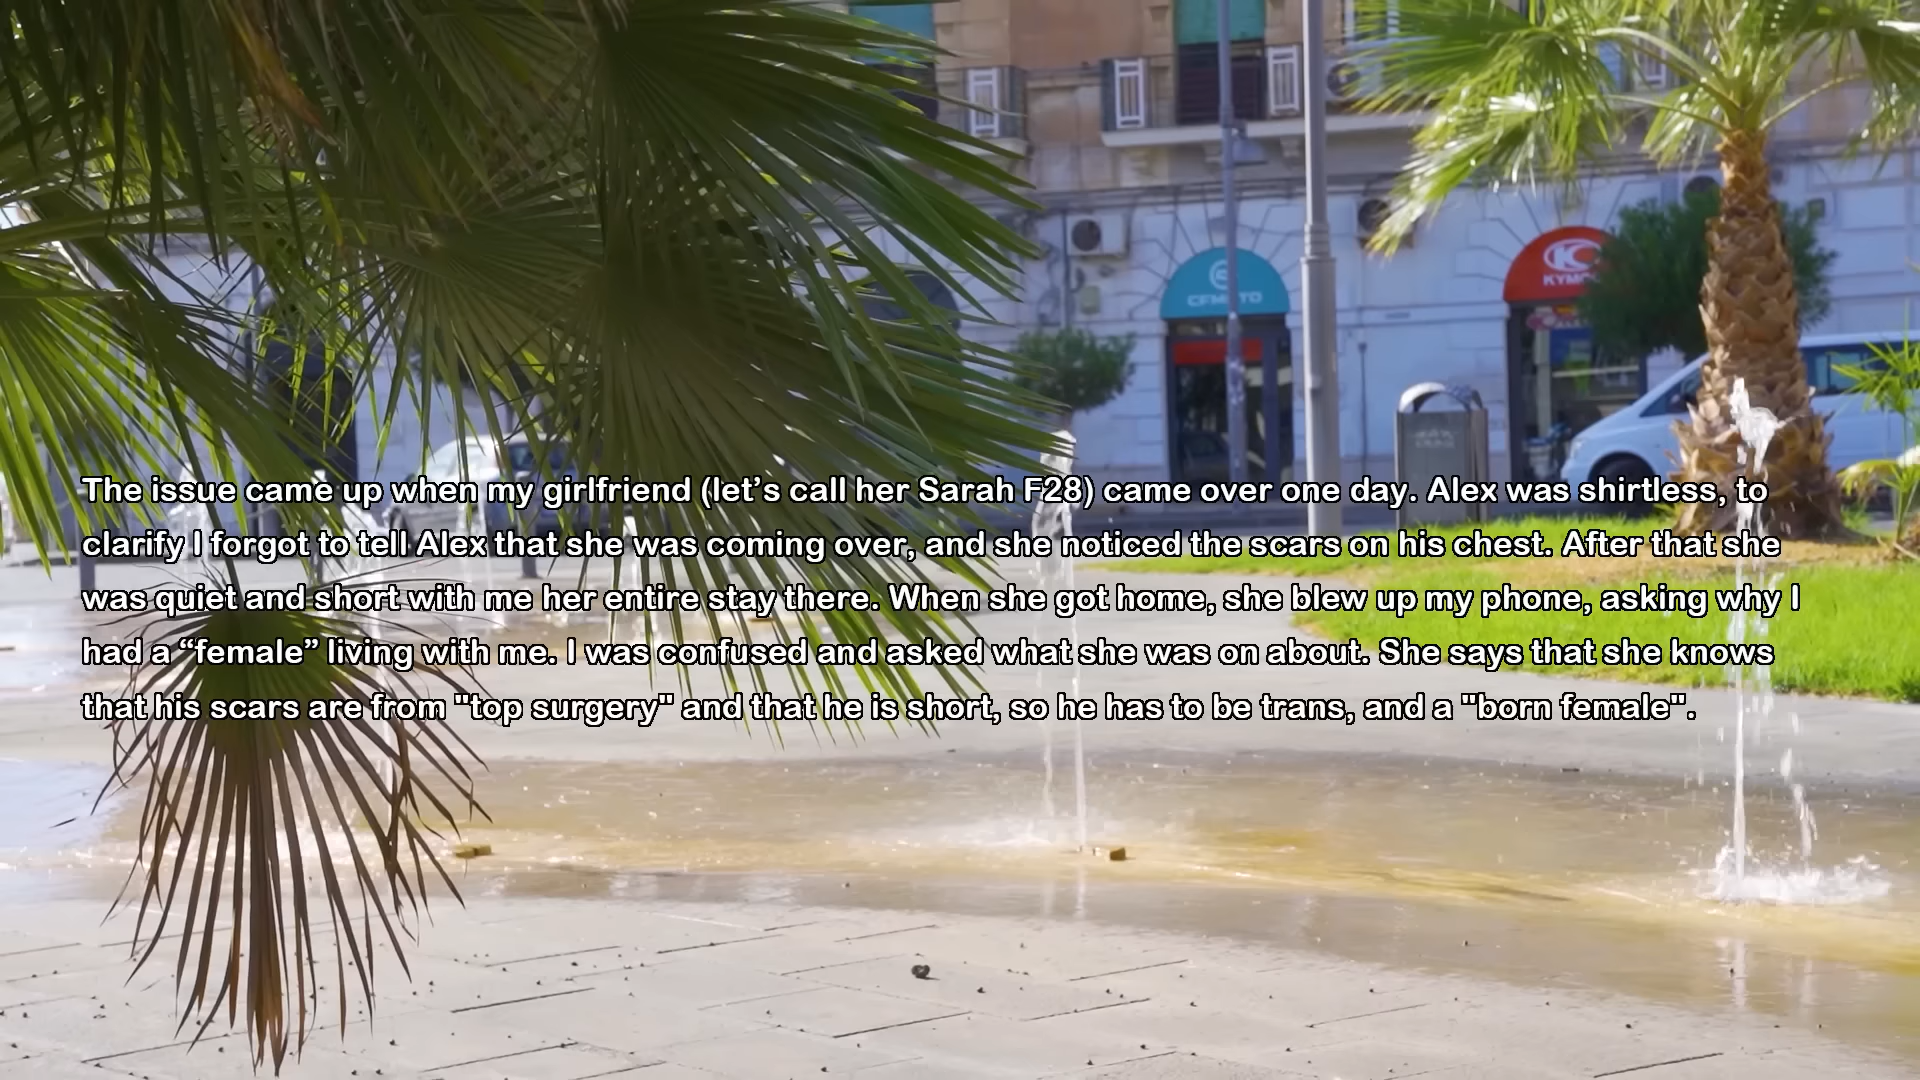 CFMOTO
KYMCO
The issue came up when my girlfriend (let’s call her Sarah F28) came over one day. Alex was shirtless, to
clarify I forgot to tell Alex that she was coming over, and she noticed the scars on his chest. After that she
was quiet and short with me her entire stay there. When she got home, she blew up my phone, asking why I
had a “female” living with me. I was confused and asked what she was on about. She says that she knows
that his scars are from "top surgery" and that he is short, so he has to be trans, and a "born female".